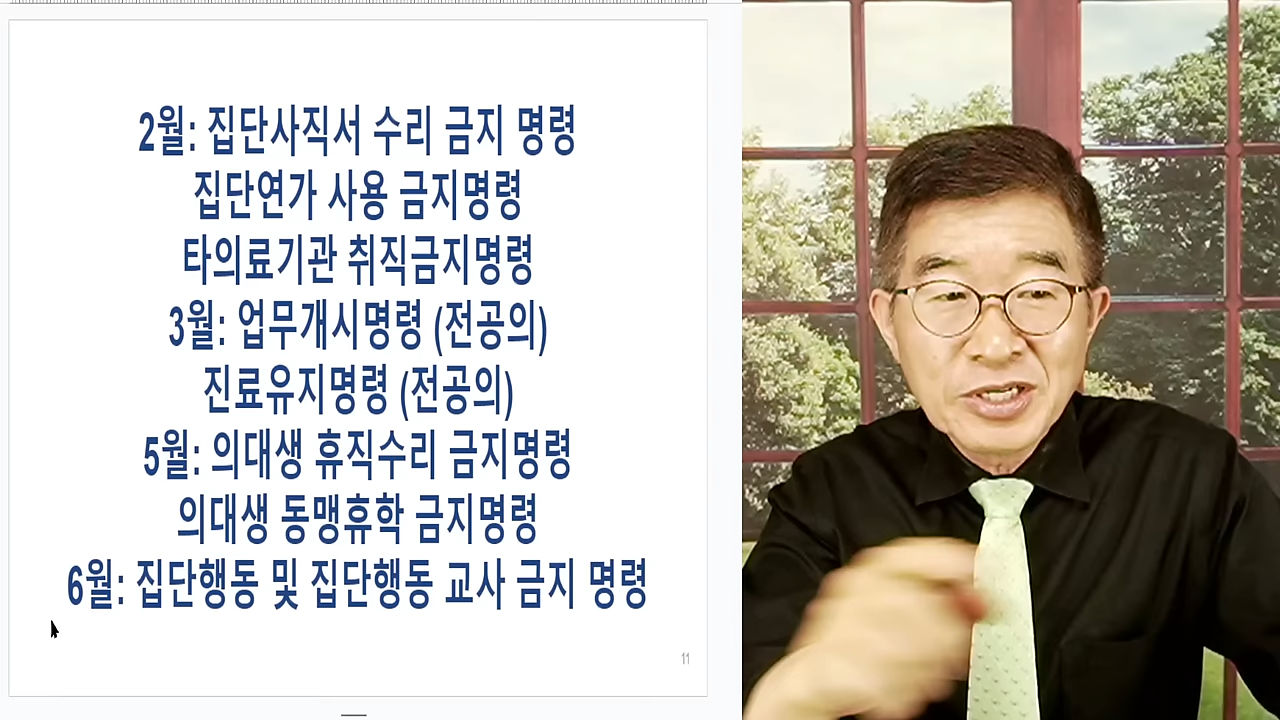 2월: 집단사직서 수리 금지 명령
집단연가 사용 금지명령
타의료기관 취직금지명령
3월: 업무개시명령 (전공의)
진료유지명령 (전공의)
5월: 의대생 휴직수리 금지명령
의대생 동맹휴학 금지명령
6월: 집단행동 및 집단행동 교사 금지 명령
11